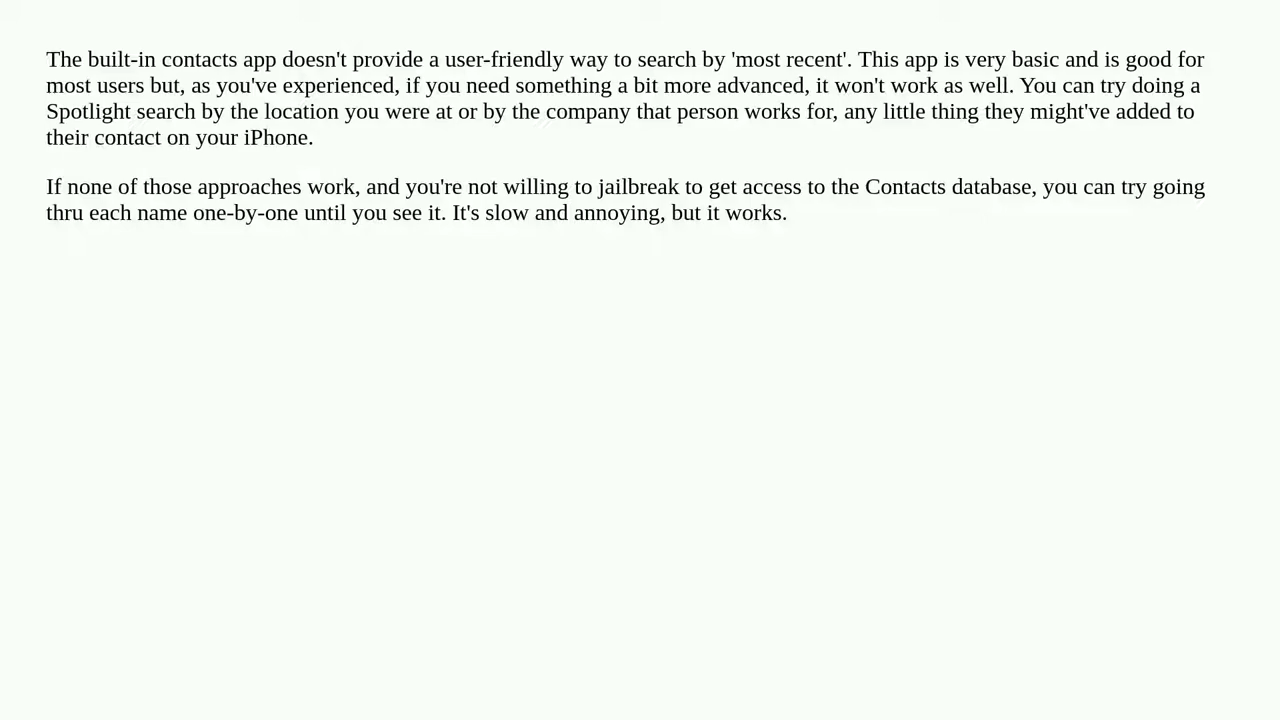 The built-in contacts app doesn't provide a user-friendly way to search by 'most recent'. This app is very basic and is good for
most users but, as you've experienced, if you need something a bit more advanced, it won't work as well. You can try doing a
Spotlight search by the location you were at or by the company that person works for, any little thing they might've added to
their contact on your iPhone.
If none of those approaches work, and you're not willing to jailbreak to get access to the Contacts database, you can try going
thru each name one-by-one until you see it. It's slow and annoying, but it works.